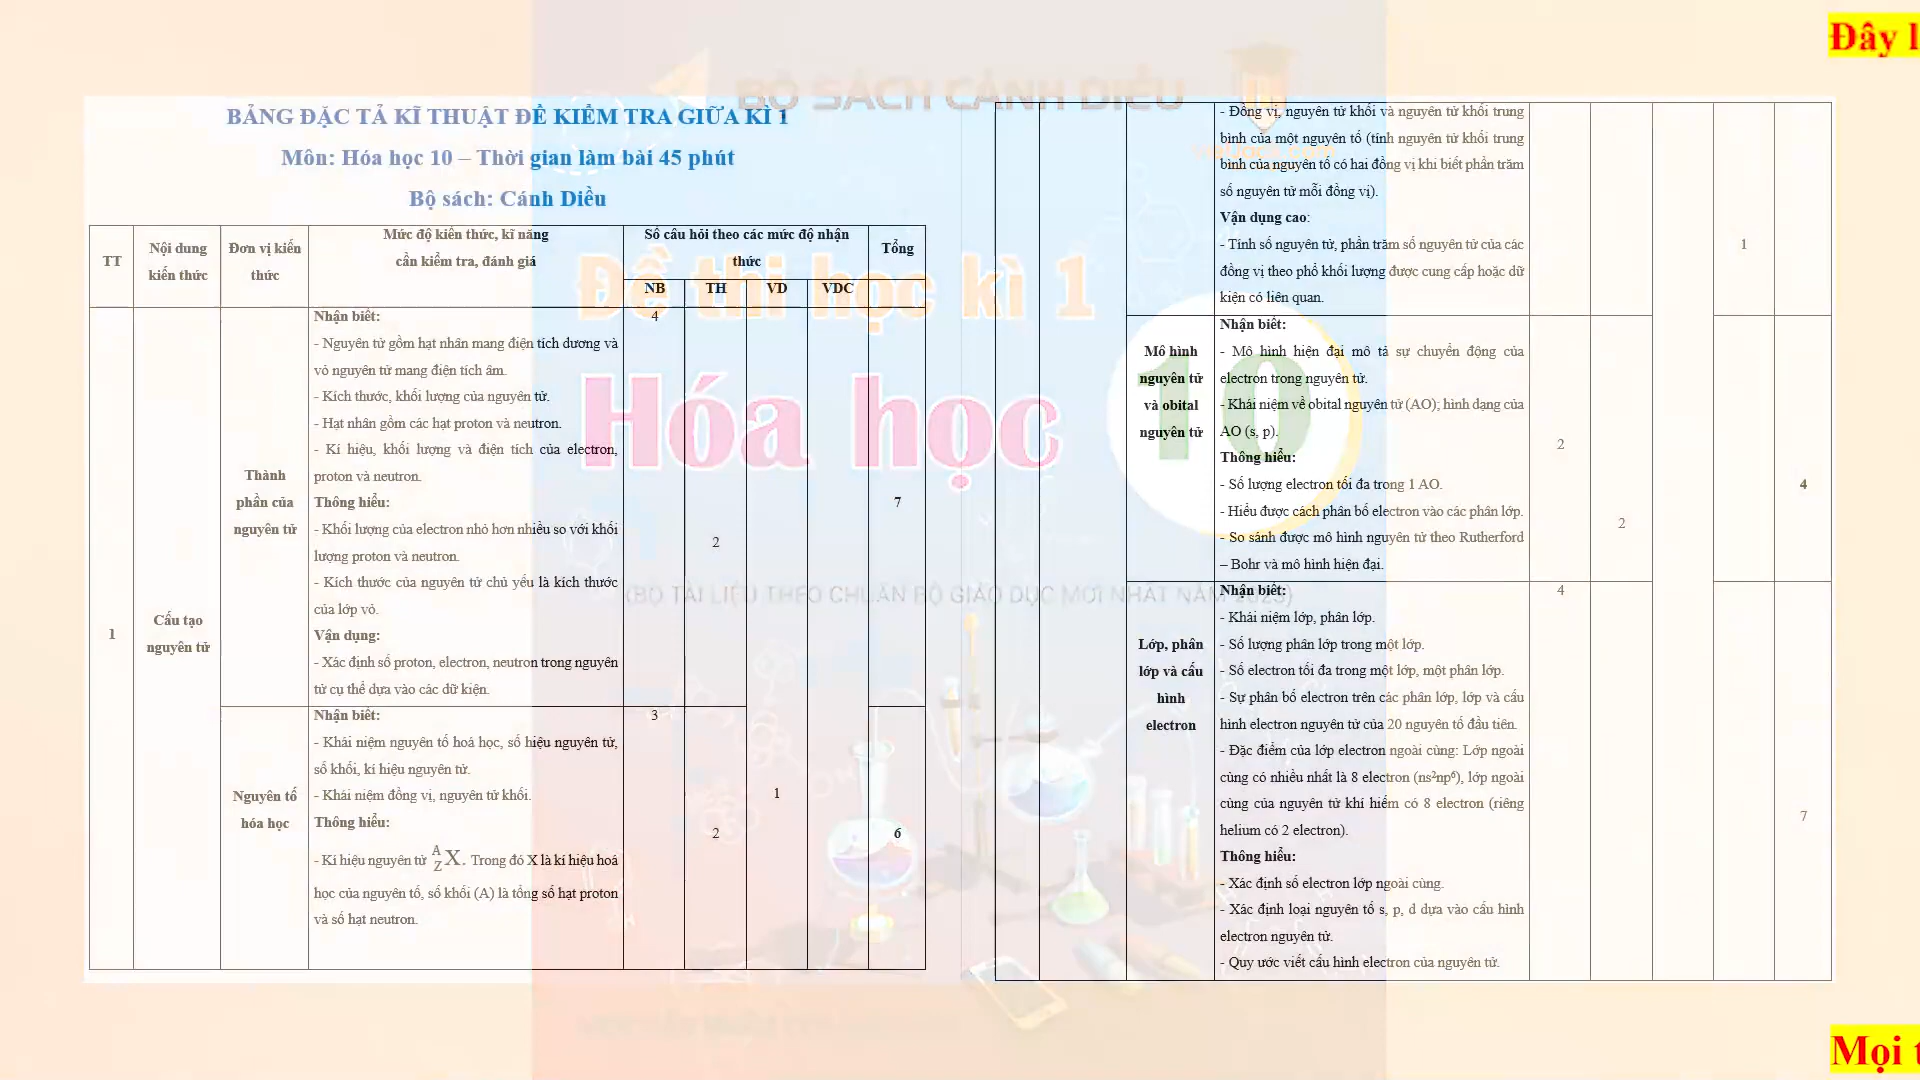 Đây l
BỘ SÁCH CÁNH DIỀU
BẢNG ĐẶC TẢ KĨ THUẬT ĐỀ KIỂM TRA GIỮA KÌ 1
Môn: Hóa học 10 – Thời gian làm bài 45 phút
Bộ sách: Cánh Diều
TT
Nội dung
kiến thức
Đơn vị kiến
thức
Mức độ kiến thức, kĩ năng
cần kiểm tra, đánh giá
Số câu hỏi theo các mức độ nhận
thức
Tổng
NB TH VD VDC
1
Cấu tạo
nguyên tử
Thành
phần của
nguyên tử
Nhận biết:
- Nguyên tử gồm hạt nhân mang điện tích dương và
vỏ nguyên tử mang điện tích âm.
- Kích thước, khối lượng của nguyên tử.
- Hạt nhân gồm các hạt proton và neutron.
- Kí hiệu, khối lượng và điện tích của electron,
proton và neutron.
Thông hiểu:
- Khối lượng của electron nhỏ hơn nhiều so với khối
lượng proton và neutron.
- Kích thước của nguyên tử chủ yếu là kích thước
của lớp vỏ.
Vận dụng:
- Xác định số proton, electron, neutron trong nguyên
tử cụ thể dựa vào các dữ kiện.
4
2
7
Nguyên tố
hóa học
Nhận biết:
- Khái niệm nguyên tố hoá học, số hiệu nguyên tử,
số khối, kí hiệu nguyên tử.
- Khái niệm đồng vị, nguyên tử khối.
Thông hiểu:
- Kí hiệu nguyên tử A Z X. Trong đó X là kí hiệu hoá
học của nguyên tố, số khối (A) là tổng số hạt proton
và số hạt neutron.
3
2
1
6
- Đồng vị, nguyên tử khối và nguyên tử khối trung
bình của một nguyên tố (tính nguyên tử khối trung
bình của nguyên tố có hai đồng vị khi biết phần trăm
số nguyên tử mỗi đồng vị).
Vận dụng cao:
- Tính số nguyên tử, phần trăm số nguyên tử của các
đồng vị theo phổ khối lượng được cung cấp hoặc dữ
kiện có liên quan.
1
Mô hình
nguyên tử
và obital
nguyên tử
Nhận biết:
- Mô hình hiện đại mô tả sự chuyển động của
electron trong nguyên tử.
- Khái niệm về obital nguyên tử (AO); hình dạng của
AO (s, p).
Thông hiểu:
- Số lượng electron tối đa trong 1 AO.
- Hiểu được cách phân bố electron vào các phân lớp.
- So sánh được mô hình nguyên tử theo Rutherford
– Bohr và mô hình hiện đại.
2
2
4
Lớp, phân
lớp và cấu
hình
electron
Nhận biết:
- Khái niệm lớp, phân lớp.
- Số lượng phân lớp trong một lớp.
- Số electron tối đa trong một lớp, một phân lớp.
- Sự phân bố electron trên các phân lớp, lớp và cấu
hình electron nguyên tử của 20 nguyên tố đầu tiên.
- Đặc điểm của lớp electron ngoài cùng: Lớp ngoài
cùng có nhiều nhất là 8 electron (ns²np⁶), lớp ngoài
cùng của nguyên tử khí hiếm có 8 electron (riêng
helium có 2 electron).
Thông hiểu:
- Xác định số electron lớp ngoài cùng.
- Xác định loại nguyên tố s, p, d dựa vào cấu hình
electron nguyên tử.
- Quy ước viết cấu hình electron của nguyên tử.
4
7
Đề thi học kì 1
Hóa học 10
(BỘ TÀI LIỆU THEO CHUẨN BỘ GIÁO DỤC MỚI NHẤT NĂM 2023)
Mọi t